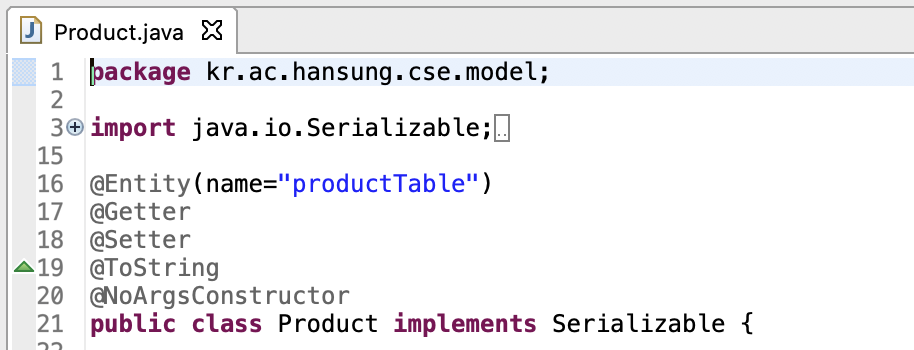 Product.java
1 package kr.ac.hansung.cse.model;
2
3 import java.io.Serializable;
15
16 @Entity(name="productTable")
17 @Getter
18 @Setter
19 @ToString
20 @NoArgsConstructor
21 public class Product implements Serializable {